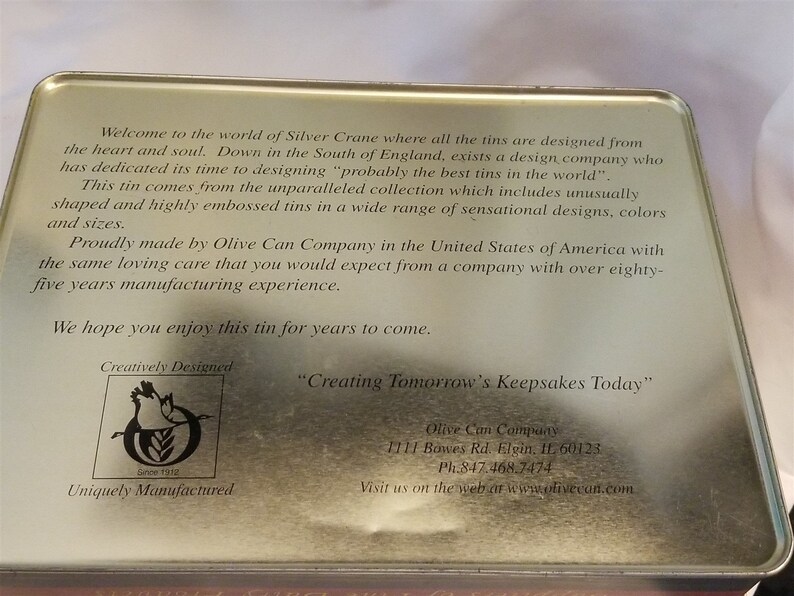 Welcome to the world of Silver Crane where all the tins are designed from
the heart and soul. Down in the South of England, exists a design company who
has dedicated its time to designing "probably the best tins in the world".
This tin comes from the unparalleled collection which includes unusually
shaped and highly embossed tins in a wide range of sensational designs, colors
and sizes.
Proudly made by Olive Can Company in the United States of America with
the same loving care that you would expect from a company with over eighty-
five years manufacturing experience.
We hope you enjoy this tin for years to come.
Creatively Designed
Since 1912
Uniquely Manufactured
"Creating Tomorrow's Keepsakes Today"
Olive Can Company
1111 Bowes Rd. Elgin, IL 60123
Ph.847.468.7474
Visit us on the web at www.olivecan.com